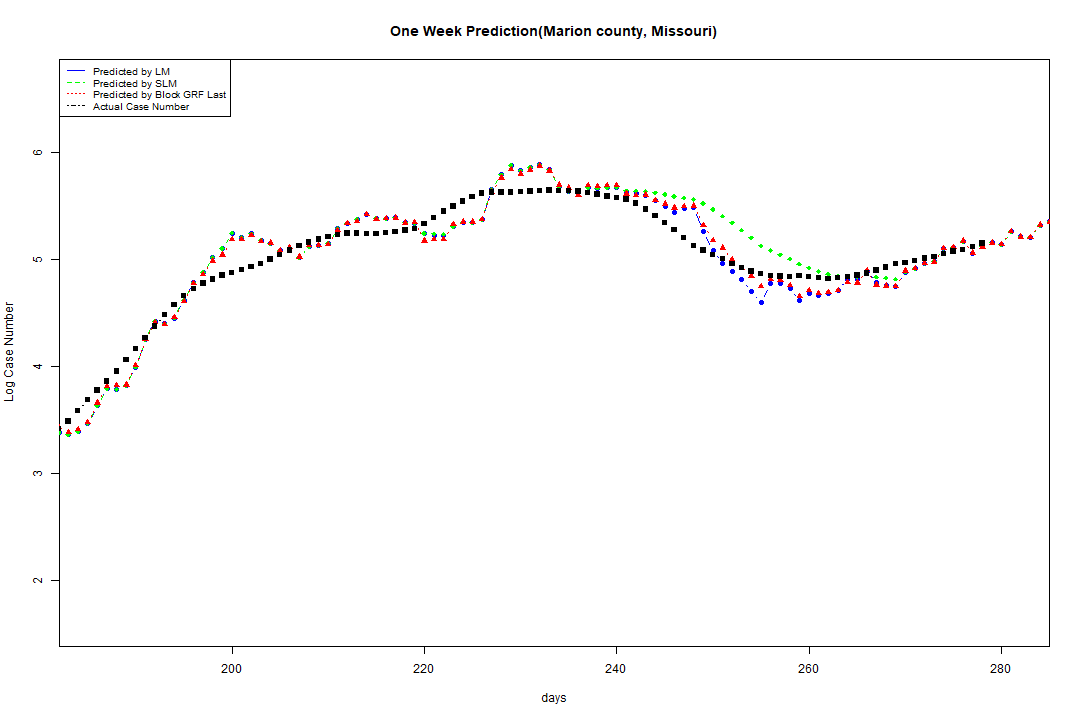 One Week Prediction(Marion county, Missouri)
Predicted by LM
Predicted by SLM
Predicted by Block GRF Last
Actual Case Number
6
5
4
3
2
Log Case Number
200 220 240 260 280
days